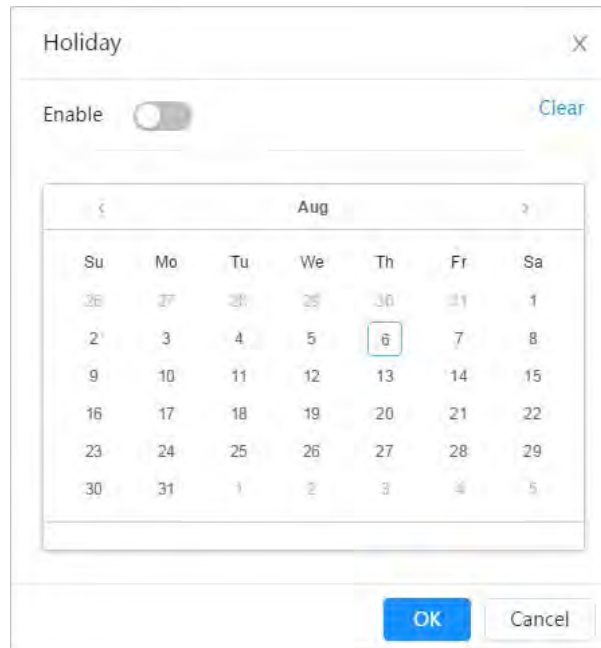 Holiday X
Enable Clear
< Aug >
Su Mo Tu We Th Fr Sa
26 27 28 29 30 31 1
2 3 4 5 6 7 8
9 10 11 12 13 14 15
16 17 18 19 20 21 22
23 24 25 26 27 28 29
30 31 1 2 3 4 5
OK Cancel